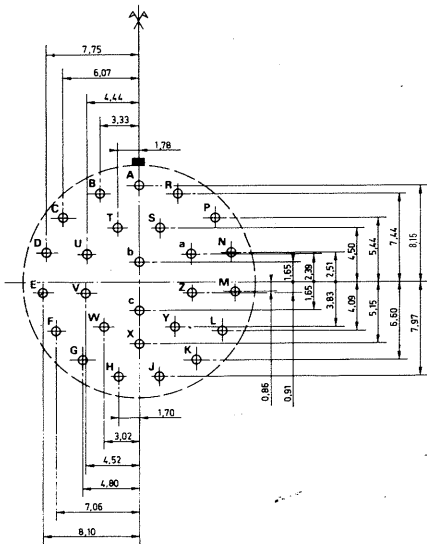 7,75
6,07
4,44
3,33
1,78
A
B R
C P
T S
D U a N
b
E V Z M
c
F W Y L
X
G K
H J
8,15
7,44
5,44
4,50
2,51
2,39
1,65
1,65
3,83
4,09
5,15
6,60
7,97
0,86
0,91
1,70
3,02
4,52
4,80
7,06
8,10